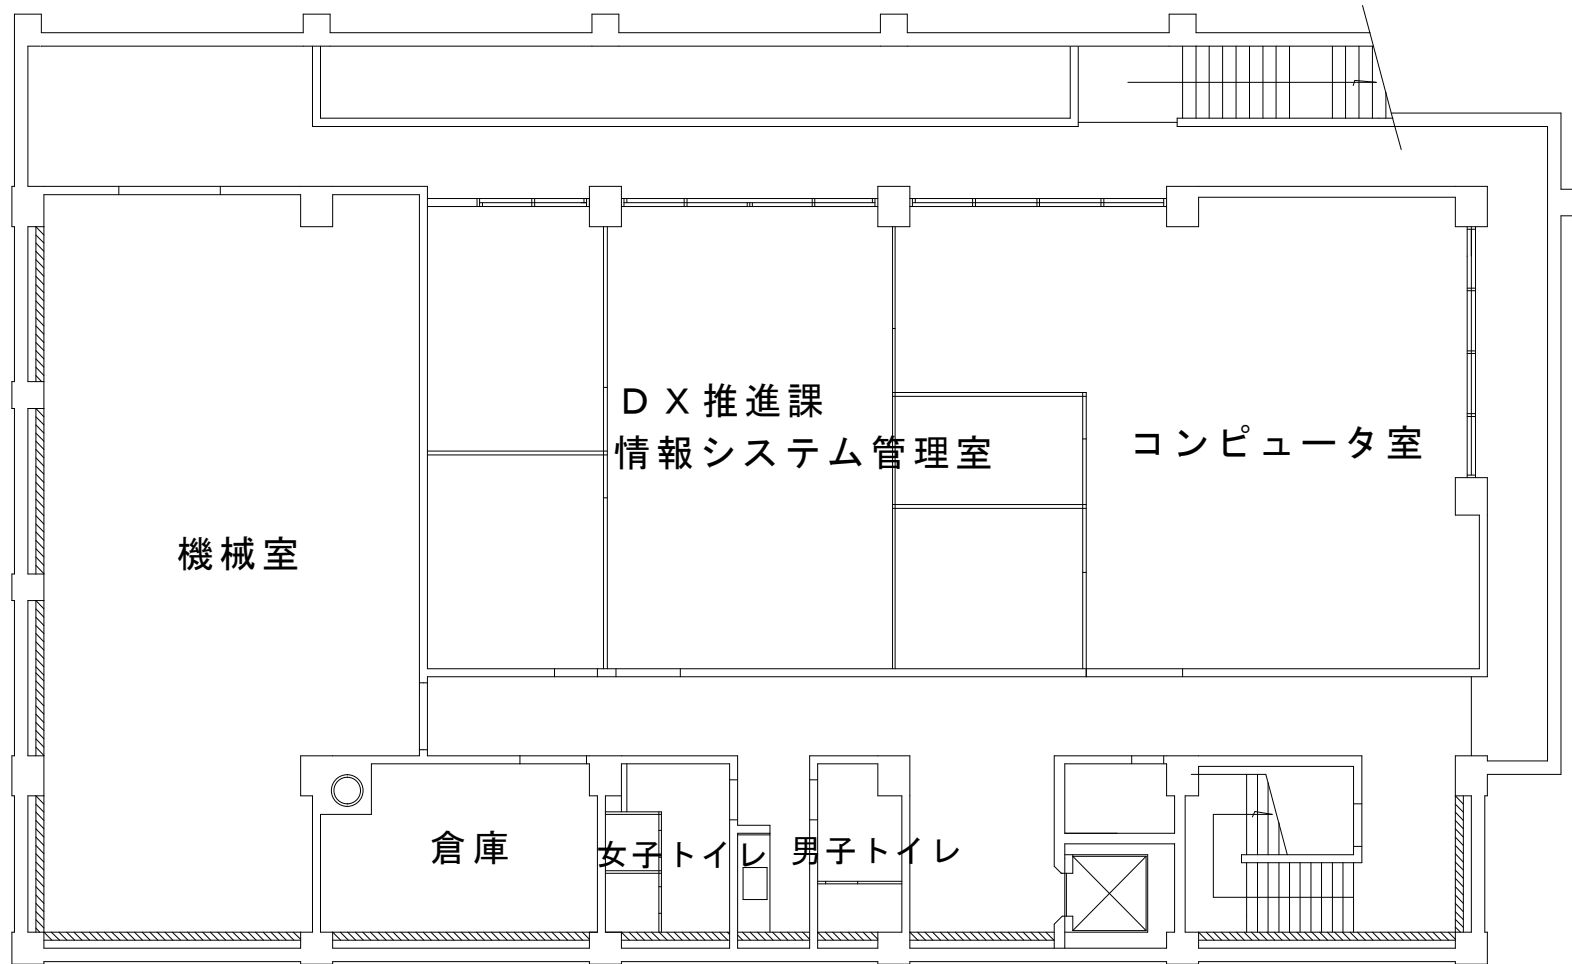 ＤＸ推進課
情報システム管理室
コンピュータ室
機械室
倉庫
女子トイレ
男子トイレ